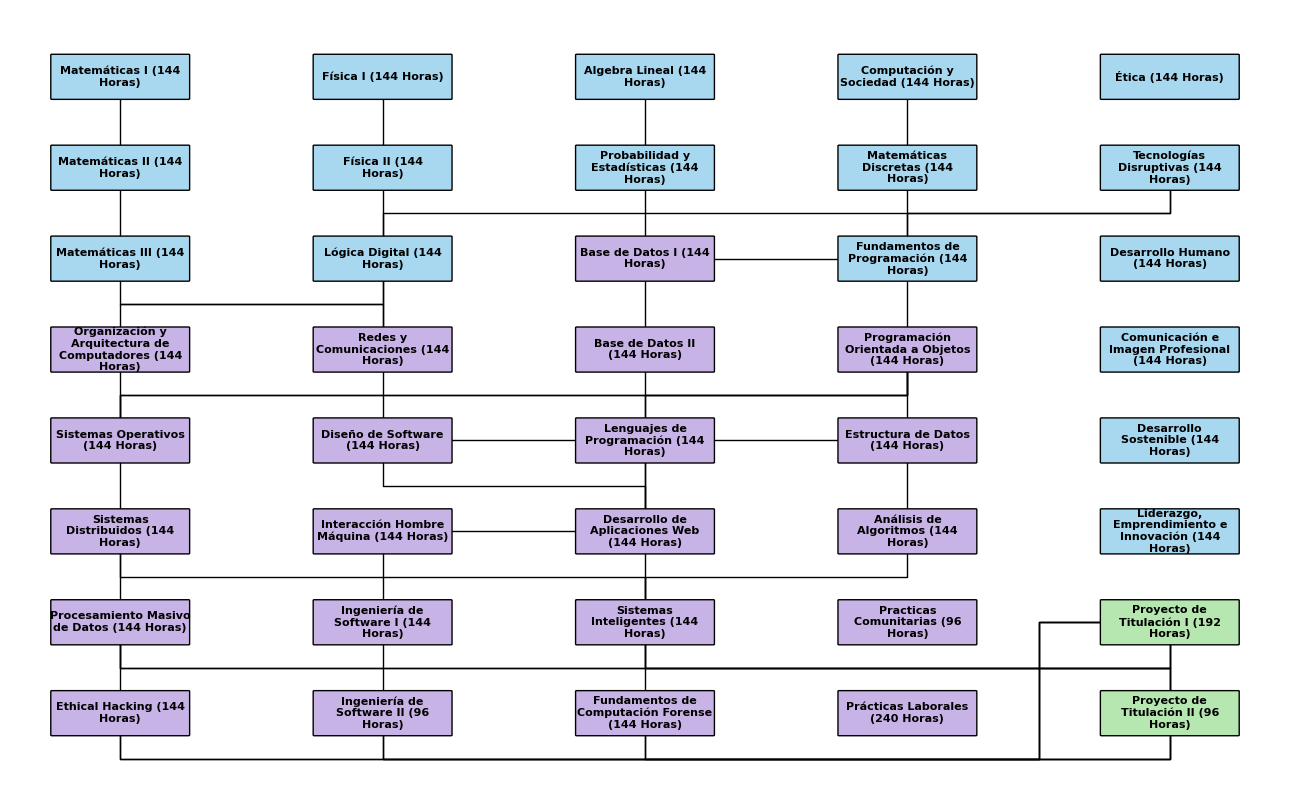 Matemáticas I (144
Horas)
Física I (144 Horas)
Algebra Lineal (144
Horas)
Computación y
Sociedad (144 Horas)
Ética (144 Horas)
Matemáticas II (144
Horas)
Física II (144
Horas)
Probabilidad y
Estadísticas (144
Horas)
Matemáticas
Discretas (144
Horas)
Tecnologías
Disruptivas (144
Horas)
Matemáticas III (144
Horas)
Lógica Digital (144
Horas)
Base de Datos I (144
Horas)
Fundamentos de
Programación (144
Horas)
Desarrollo Humano
(144 Horas)
Organización y
Arquitectura de
Computadores (144
Horas)
Redes y
Comunicaciones (144
Horas)
Base de Datos II
(144 Horas)
Programación
Orientada a Objetos
(144 Horas)
Comunicación e
Imagen Profesional
(144 Horas)
Sistemas Operativos
(144 Horas)
Diseño de Software
(144 Horas)
Lenguajes de
Programación (144
Horas)
Estructura de Datos
(144 Horas)
Desarrollo
Sostenible (144
Horas)
Sistemas
Distribuidos (144
Horas)
Interacción Hombre
Máquina (144 Horas)
Desarrollo de
Aplicaciones Web
(144 Horas)
Análisis de
Algoritmos (144
Horas)
Liderazgo,
Emprendimiento e
Innovación (144
Horas)
Procesamiento Masivo
de Datos (144 Horas)
Ingeniería de
Software I (144
Horas)
Sistemas
Inteligentes (144
Horas)
Practicas
Comunitarias (96
Horas)
Proyecto de
Titulación I (192
Horas)
Ethical Hacking (144
Horas)
Ingeniería de
Software II (96
Horas)
Fundamentos de
Computación Forense
(144 Horas)
Prácticas Laborales
(240 Horas)
Proyecto de
Titulación II (96
Horas)